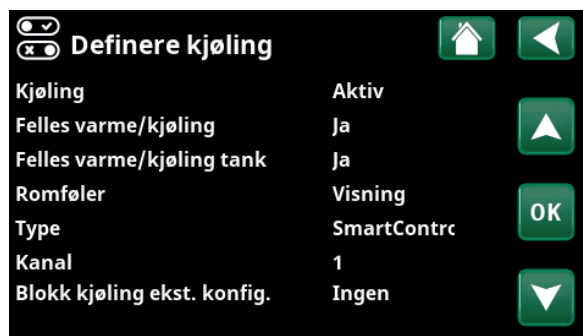 Definere kjøling
Kjøling Aktiv
Felles varme/kjøling Ja
Felles varme/kjøling tank Ja
Romføler Visning
OK
Type SmartContrc
Kanal 1
Blokk kjøling ekst. konfig. Ingen